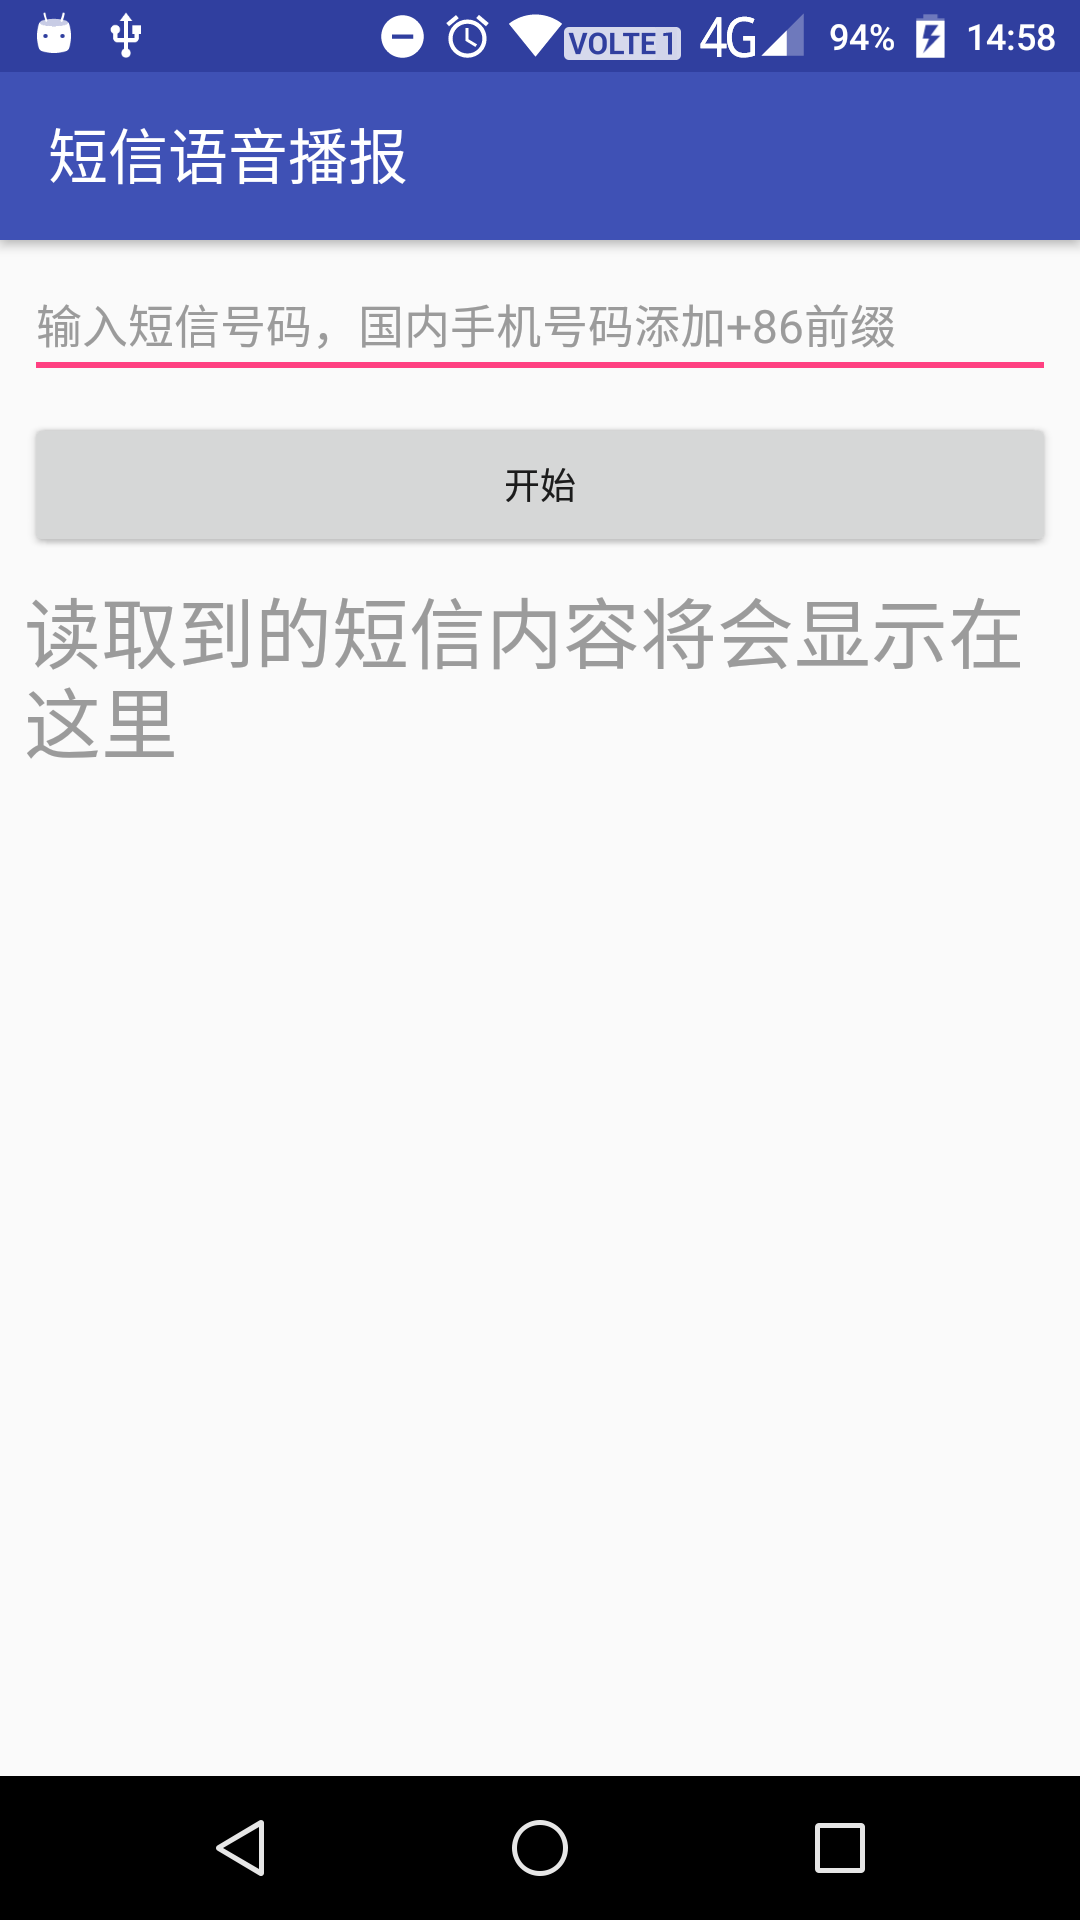 VOLTE 1 4G 94% 14:58
短信语音播报
输入短信号码，国内手机号码添加+86前缀
开始
读取到的短信内容将会显示在
这里